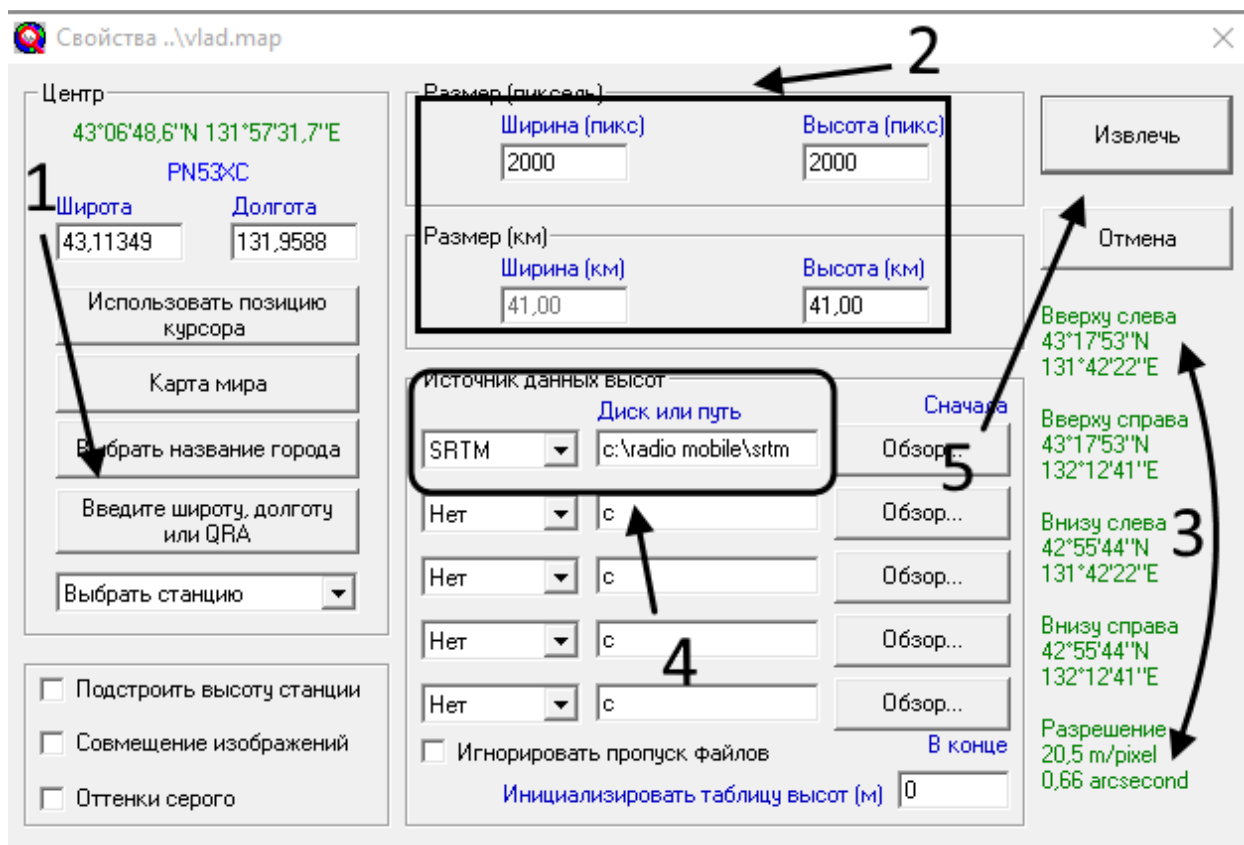 Свойства ..\vlad.map
2
Центр
43°06'48,6''N 131°57'31,7''E
PN53XC
1
Широта
Долгота
43,11349
131,9588
Использовать позицию
курсора
Карта мира
Выбрать название города
Введите широту, долготу
или QRA
Выбрать станцию
Подстроить высоту станции
Совмещение изображений
Оттенки серого
Размер (пиксель)
Ширина (пикс)
Высота (пикс)
2000
2000
Размер (км)
Ширина (км)
Высота (км)
41,00
41,00
Источник данных высот
Диск или путь
Сначала
SRTM
c:\radio mobile\srtm
Обзор...
5
Нет
c
Обзор...
Нет
c
Обзор...
4
Нет
c
Обзор...
Нет
c
Обзор...
Игнорировать пропуск файлов
В конце
Инициализировать таблицу высот (м)
0
Извлечь
Отмена
Вверху слева
43°17'53''N
131°42'22''E
Вверху справа
43°17'53''N
132°12'41''E
Внизу слева
42°55'44''N
131°42'22''E
3
Внизу справа
42°55'44''N
132°12'41''E
Разрешение
20,5 m/pixel
0,66 arcsecond